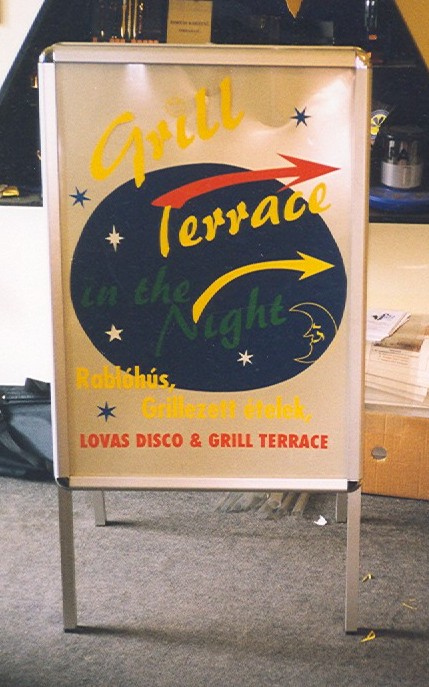 Grill
Terrace
in the
Night
Rablóhús,
Grillezett ételek,
LOVAS DISCO & GRILL TERRACE